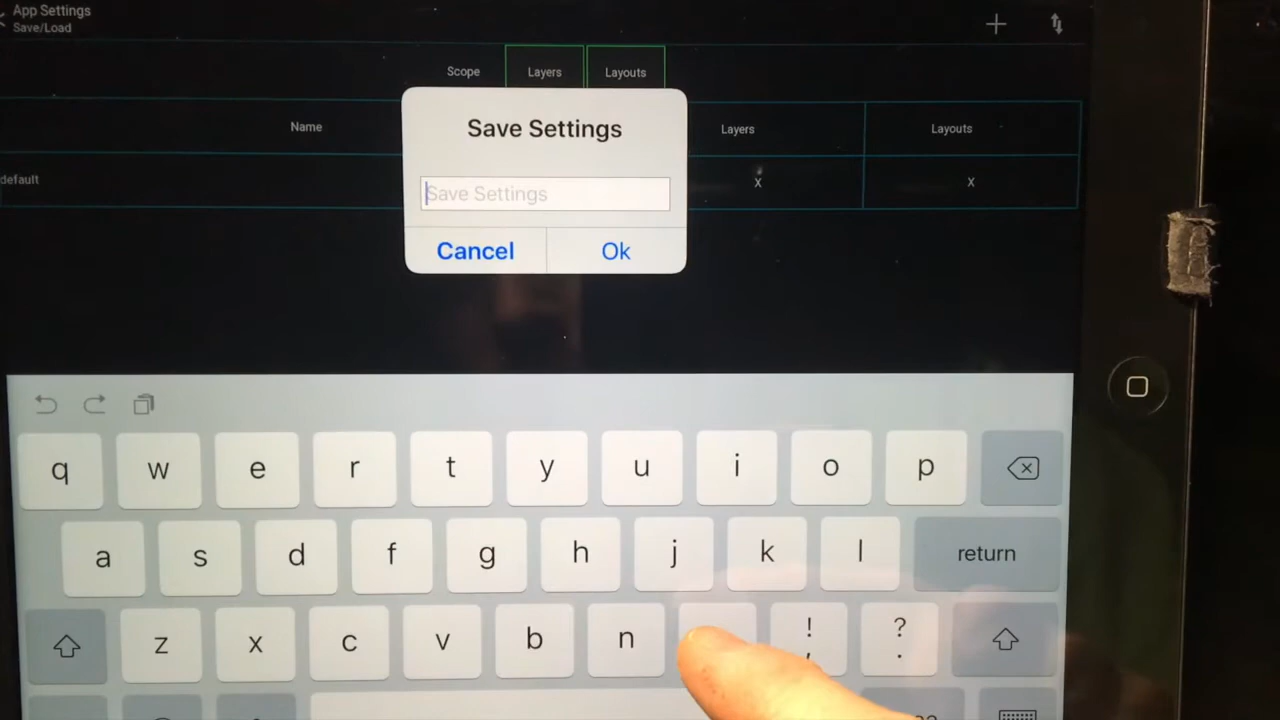 App Settings
Save/Load
Scope Layers Layouts
Name Layers Layouts
default x x
Save Settings
Save Settings
Cancel Ok
q w e r t y u i o p
a s d f g h j k l return
z x c v b n ! , ? .